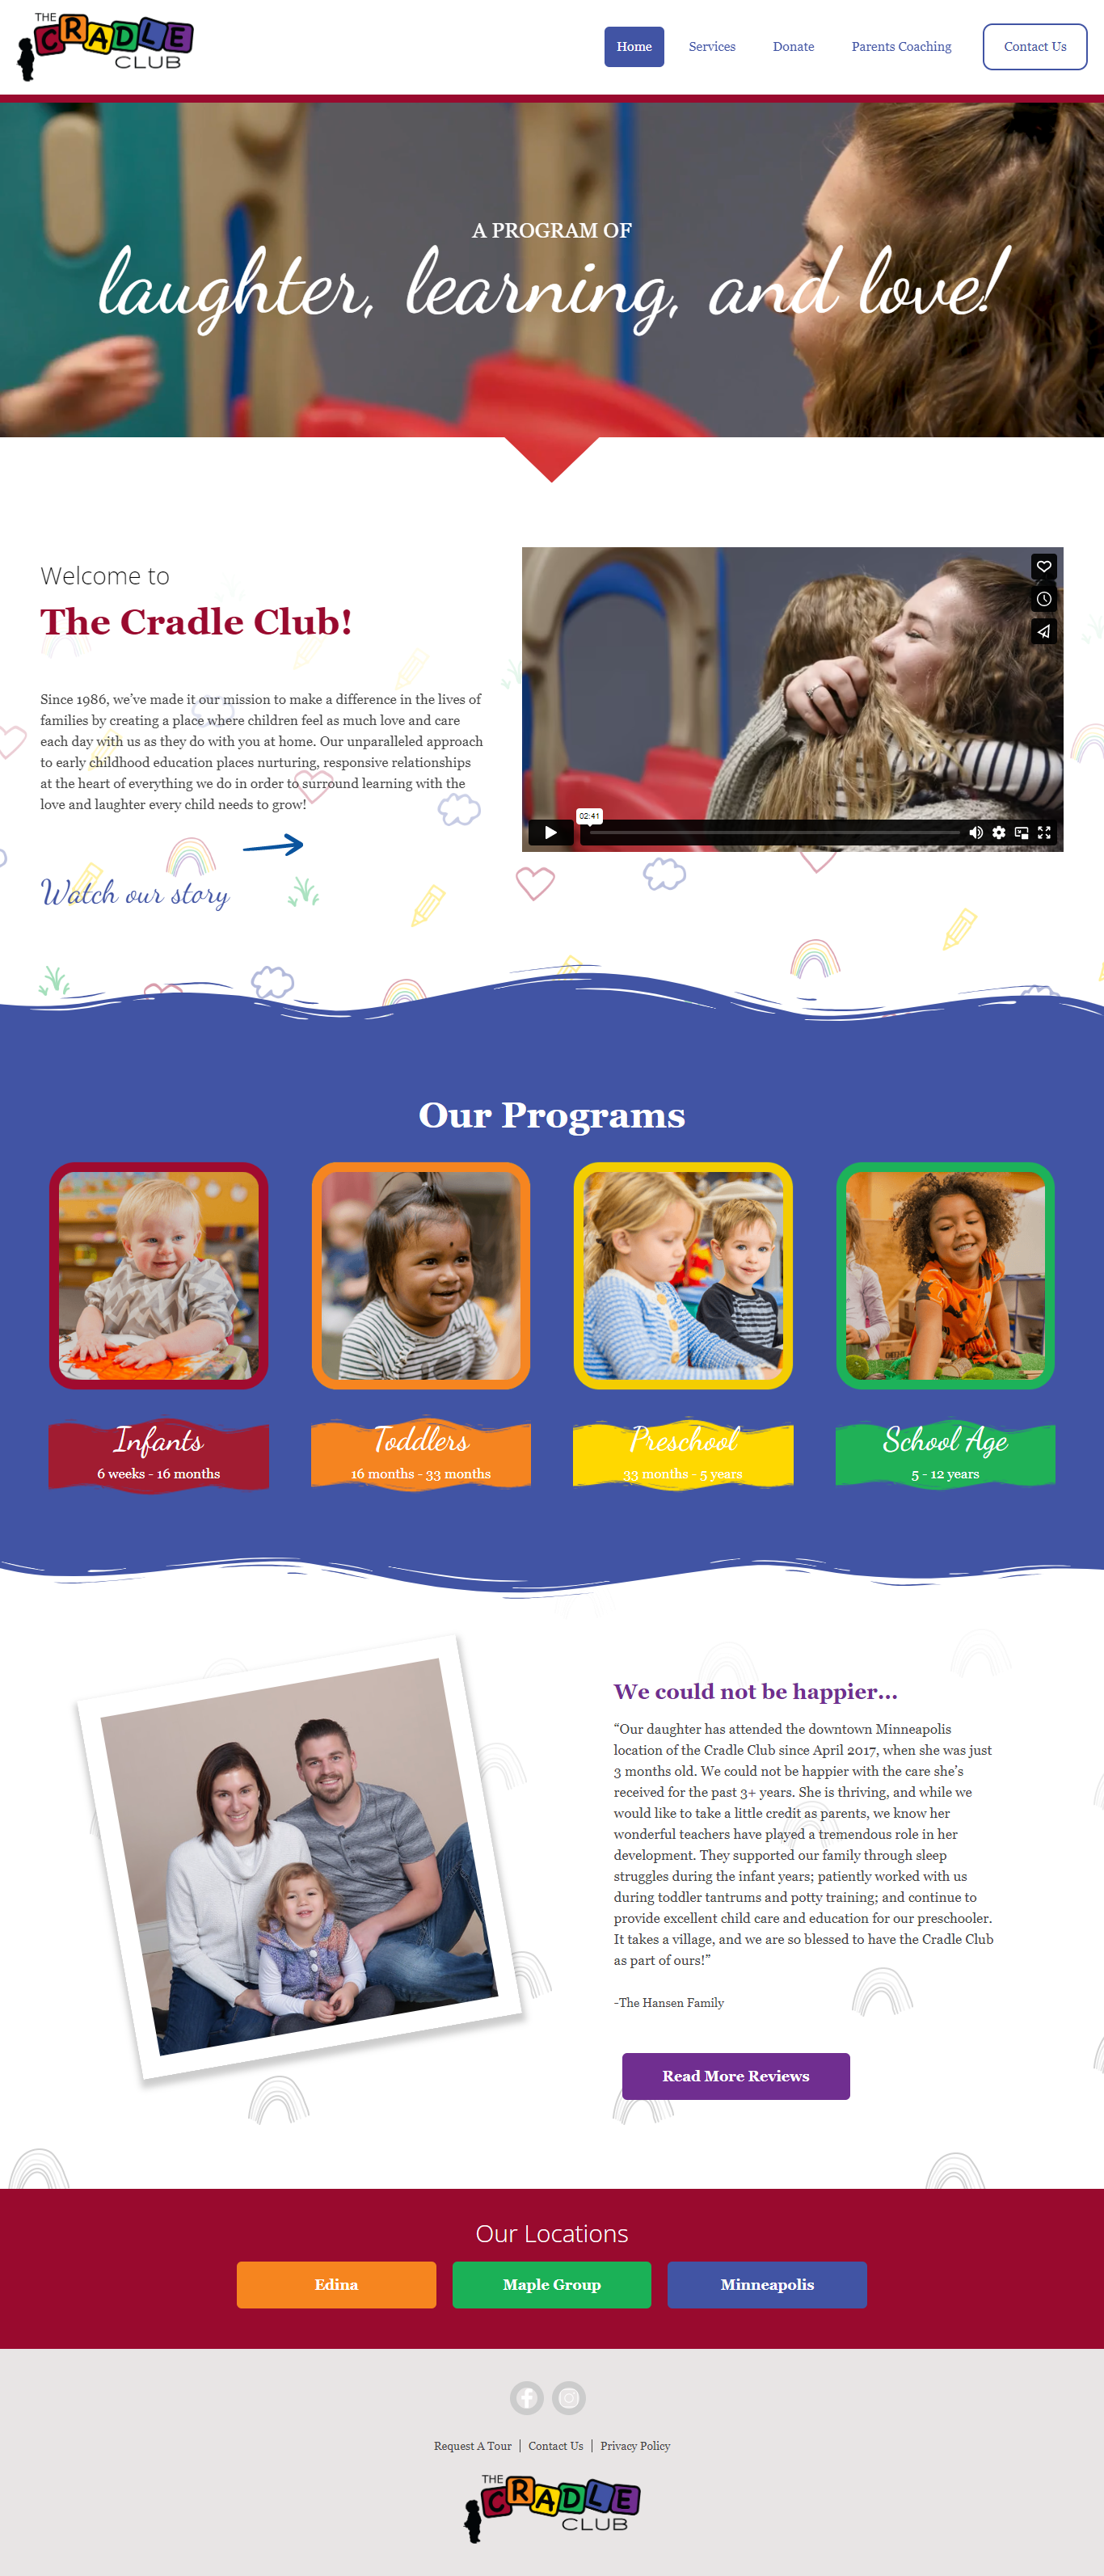 THE
CRADLE
CLUB
Home
Services
Donate
Parents Coaching
Contact Us
A PROGRAM OF
laughter, learning, and love!
Welcome to
The Cradle Club!
Since 1986, we’ve made it our mission to make a difference in the lives of
families by creating a place where children feel as much love and care
each day with us as they do with you at home. Our unparalleled approach
to early childhood education places nurturing, responsive relationships
at the heart of everything we do in order to surround learning with the
love and laughter every child needs to grow!
Watch our story
02:41
Our Programs
Infants
6 weeks - 16 months
Toddlers
16 months - 33 months
Preschool
33 months - 5 years
School Age
5 - 12 years
We could not be happier...
“Our daughter has attended the downtown Minneapolis
location of the Cradle Club since April 2017, when she was just
3 months old. We could not be happier with the care she’s
received for the past 3+ years. She is thriving, and while we
would like to take a little credit as parents, we know her
wonderful teachers have played a tremendous role in her
development. They supported our family through sleep
struggles during the infant years; patiently worked with us
during toddler tantrums and potty training; and continue to
provide excellent child care and education for our preschooler.
It takes a village, and we are so blessed to have the Cradle Club
as part of ours!”
-The Hansen Family
Read More Reviews
Our Locations
Edina
Maple Group
Minneapolis
Request A Tour | Contact Us | Privacy Policy
THE
CRADLE
CLUB